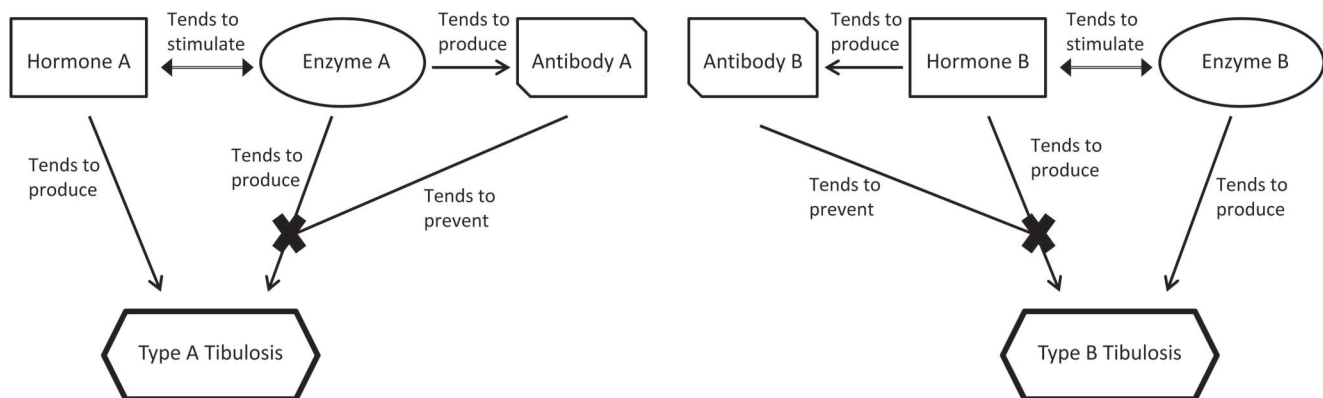 Tends to
stimulate
Tends to
produce
Hormone A
Enzyme A
Antibody A
Tends to
produce
Tends to
produce
Tends to
prevent
Type A Tibulosis
Tends to
produce
Tends to
stimulate
Antibody B
Hormone B
Enzyme B
Tends to
prevent
Tends to
produce
Tends to
produce
Type B Tibulosis